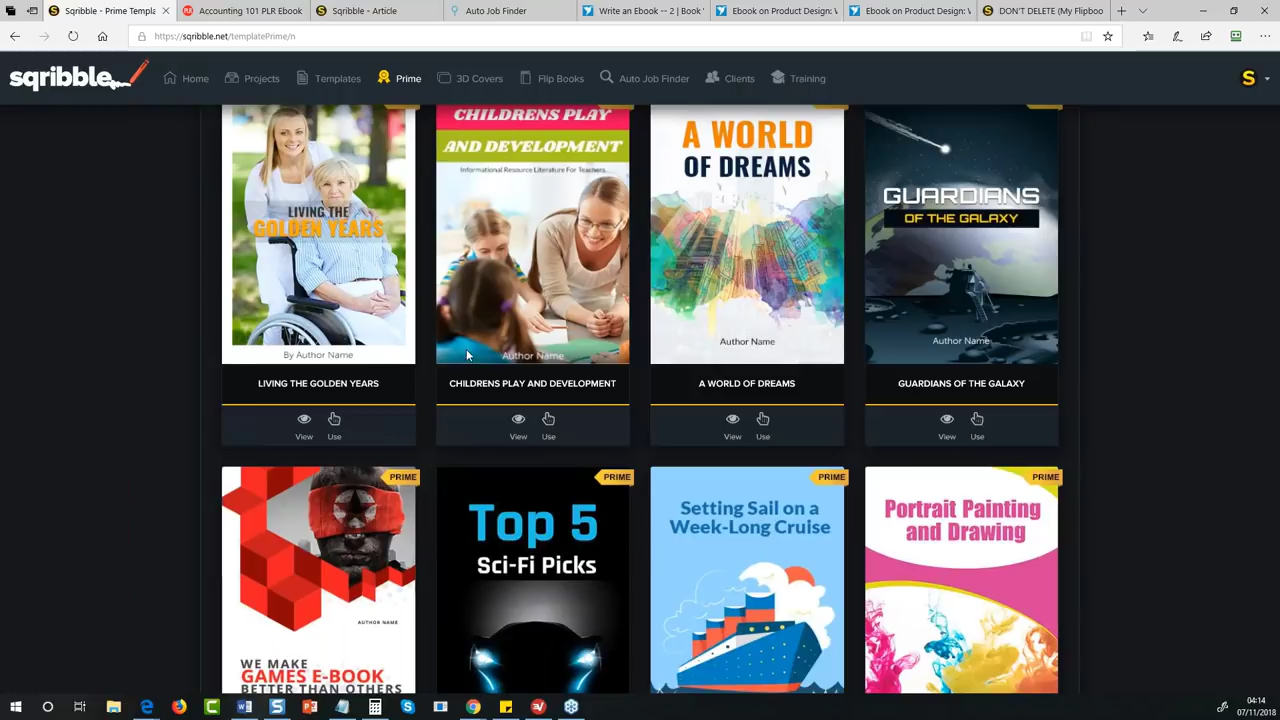 Sqribble - Prime Templa
Accounting 101 PLR Ebook
Sqribble - Article
Auto Job Finder
Write an Ebook -- 2 | Book
Ebook on Product Design: V
Ebook on Product Design: V
DON'T DELETE (My Flipboo
https://sqribble.net/templatePrime/n
sqribble
Home
Projects
Templates
Prime
3D Covers
Flip Books
Auto Job Finder
Clients
Training
S
LIVING THE
GOLDEN YEARS
By Author Name
CHILDRENS PLAY
AND DEVELOPMENT
Informational Resource Literature For Teachers
Author Name
A WORLD
OF DREAMS
Author Name
GUARDIANS
OF THE GALAXY
Author Name
LIVING THE GOLDEN YEARS
CHILDRENS PLAY AND DEVELOPMENT
A WORLD OF DREAMS
GUARDIANS OF THE GALAXY
View Use
View Use
View Use
View Use
PRIME
AUTHOR NAME
WE MAKE
GAMES E-BOOK
BETTER THAN OTHERS
PRIME
Top 5
Sci-Fi Picks
PRIME
Setting Sail on a
Week-Long Cruise
PRIME
Portrait Painting
and Drawing
04:14
07/11/2018